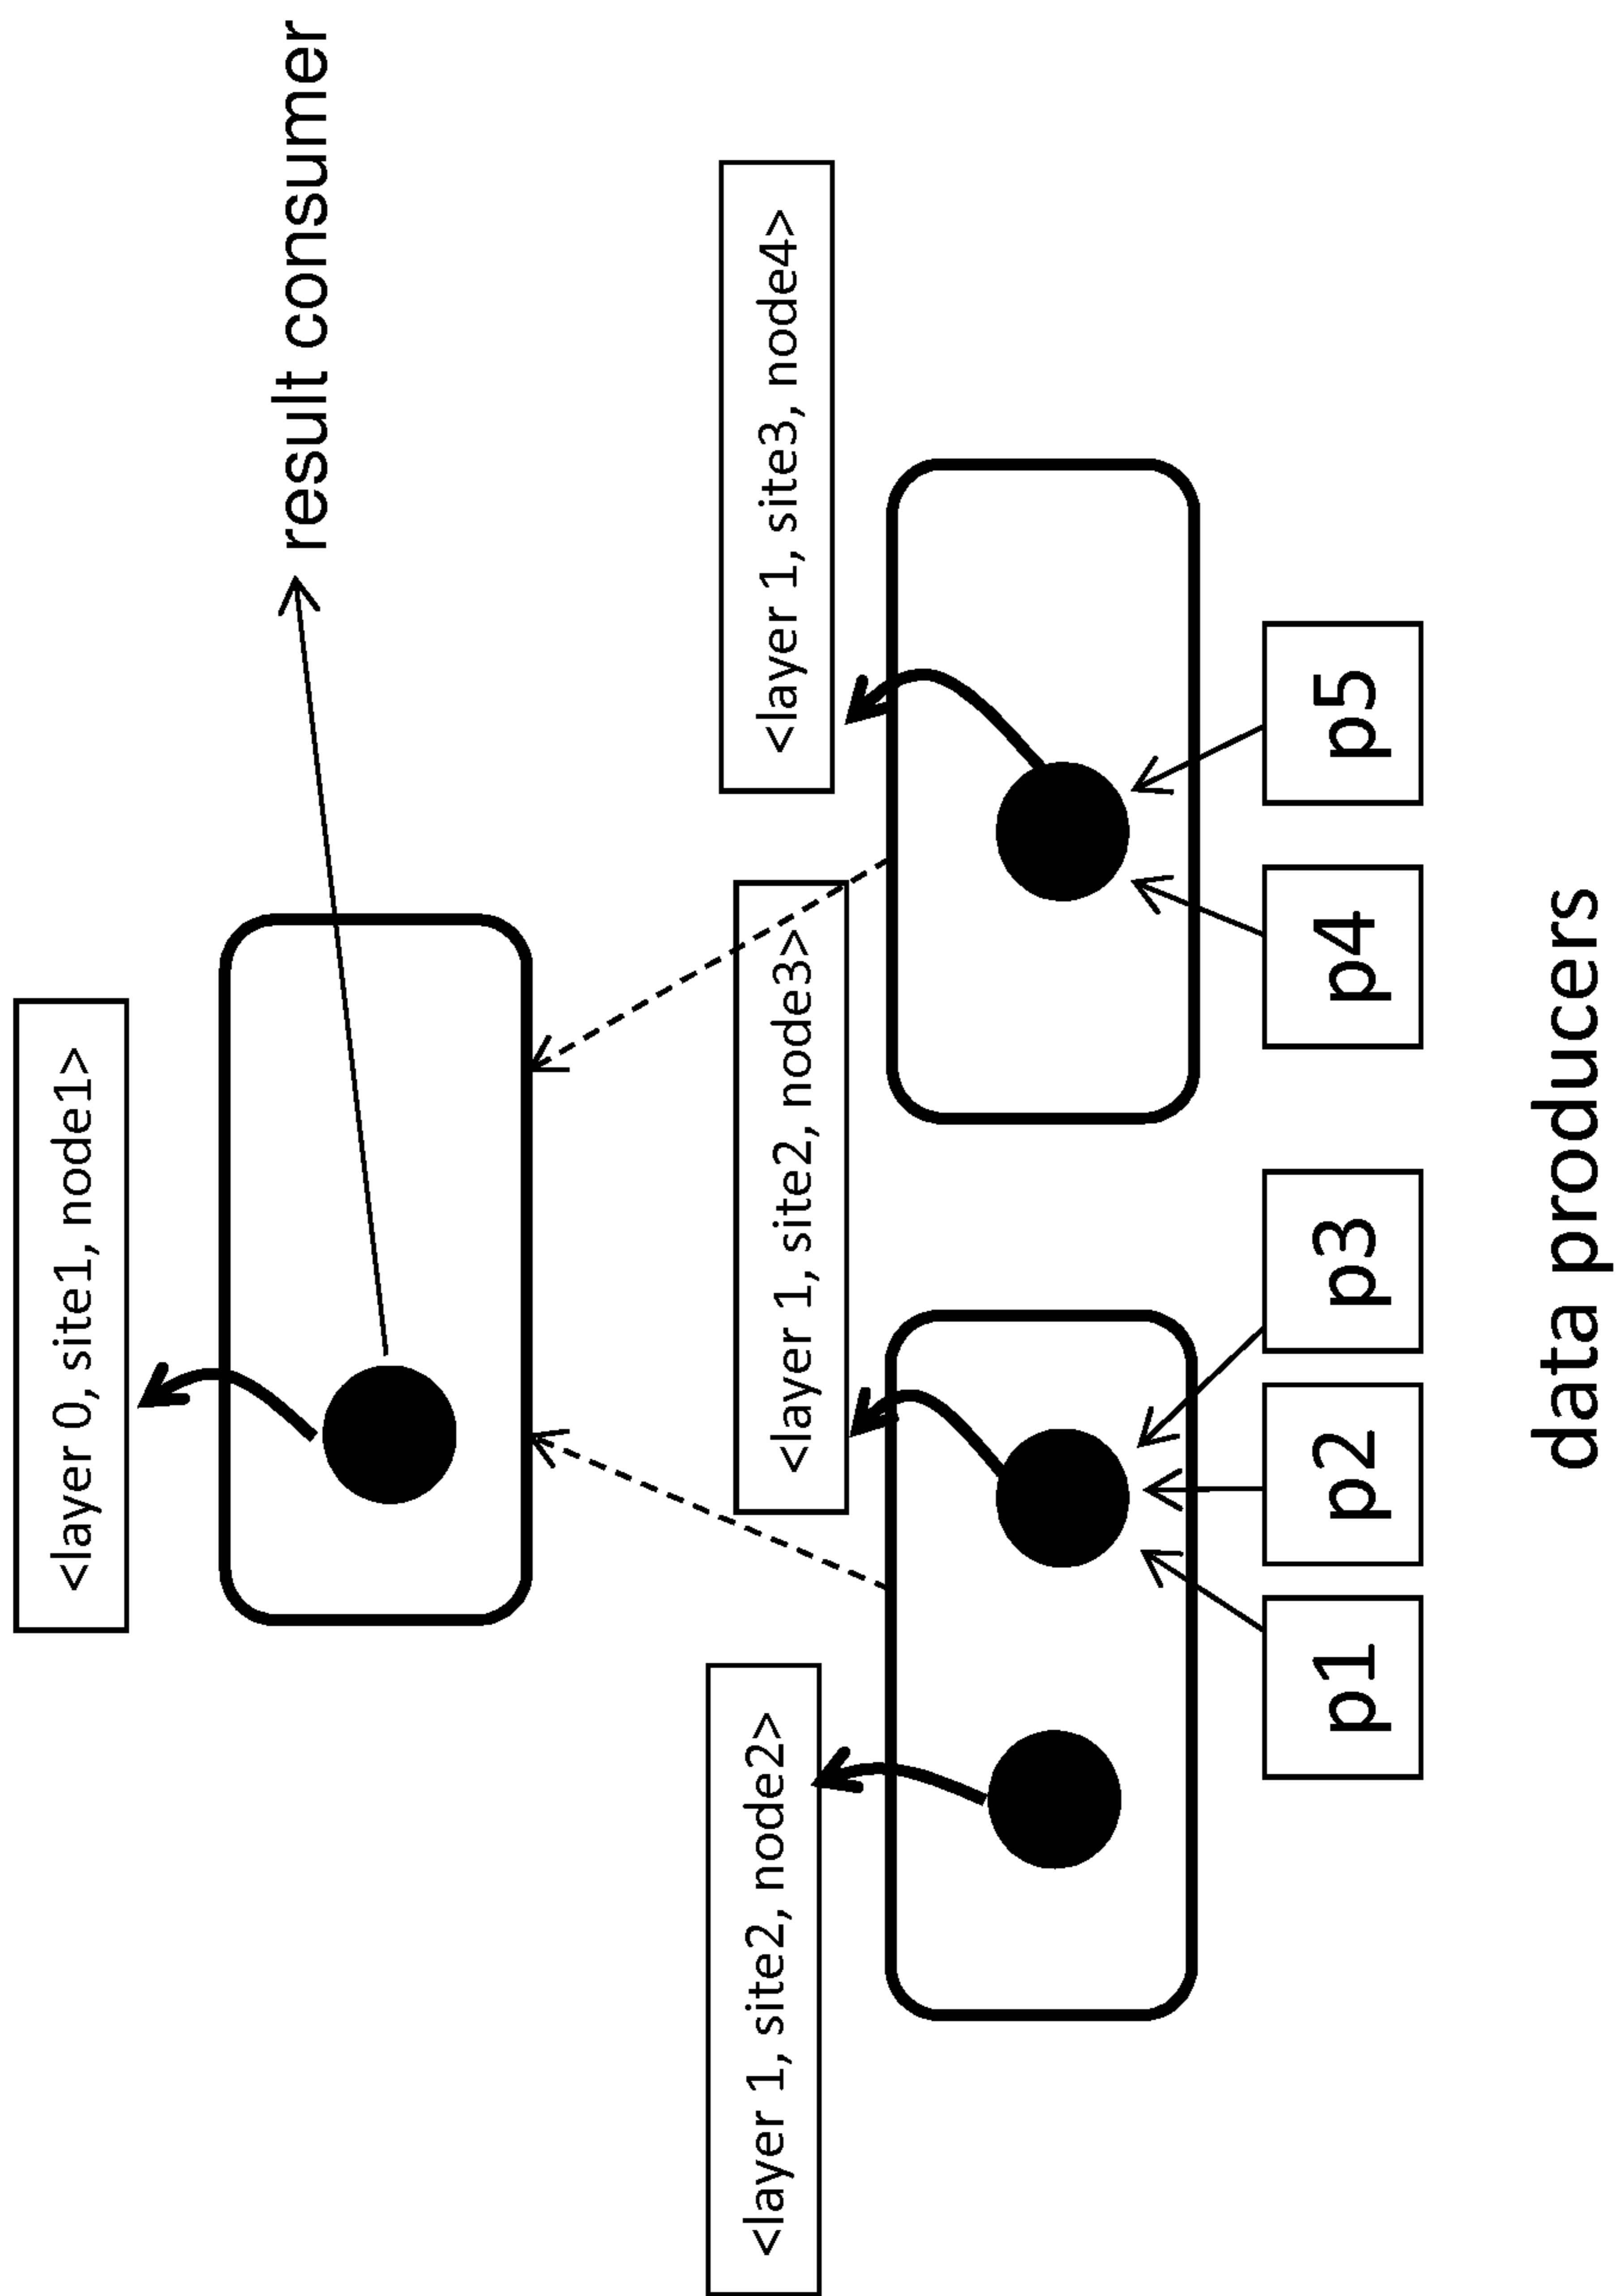 <layer 0, site1, node1>
result consumer
<layer 1, site2, node2>
<layer 1, site2, node3>
<layer 1, site3, node4>
p1
p2
p3
p4
p5
data producers